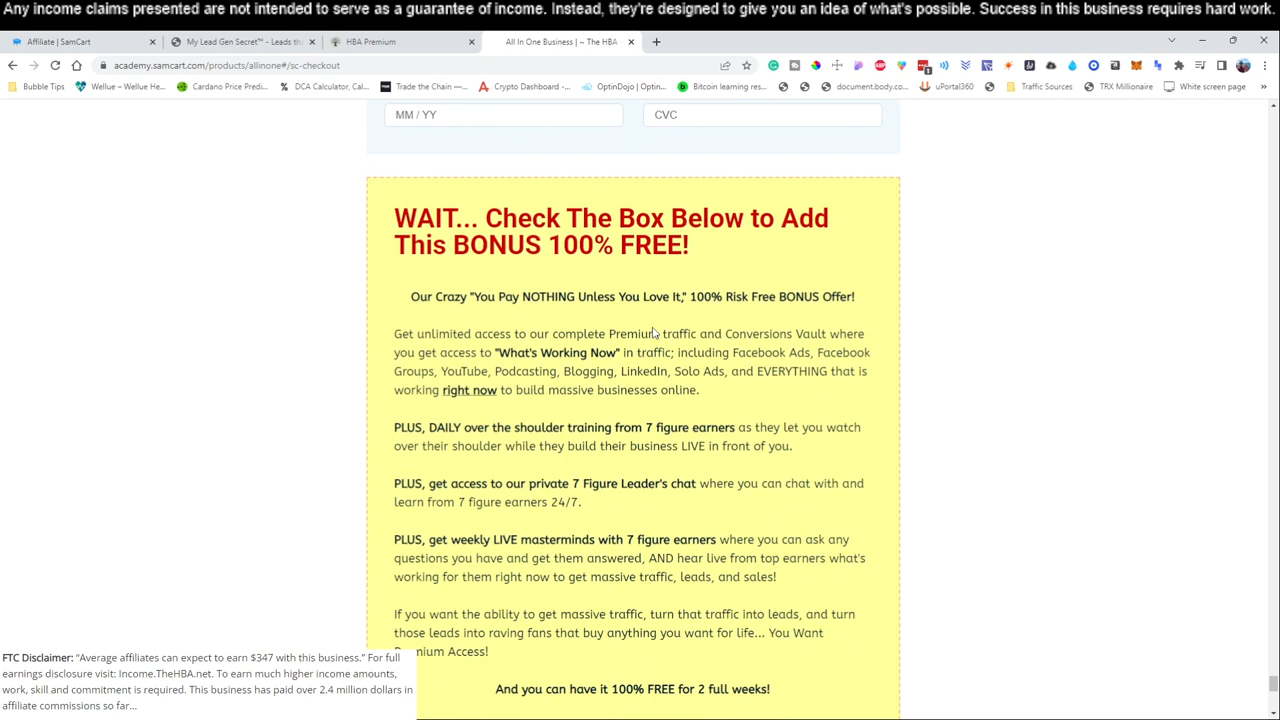 Any income claims presented are not intended to serve as a guarantee of income. Instead, they're designed to give you an idea of what's possible. Success in this business requires hard work.
Affiliate | SamCart
My Lead Gen Secret™ - Leads th
HBA Premium
All In One Business | – The HBA
academy.samcart.com/products/allinone#/sc-checkout
Bubble Tips
Wellue – Wellue He...
Cardano Price Predi...
DCA Calculator, Cal...
Trade the Chain —...
Crypto Dashboard -...
OptinDojo | Optin:...
Bitcoin learning res...
document.body.co...
uPortal360
Traffic Sources
TRX Millionaire
White screen page
MM / YY
CVC
WAIT... Check The Box Below to Add
This BONUS 100% FREE!
Our Crazy "You Pay NOTHING Unless You Love It," 100% Risk Free BONUS Offer!
Get unlimited access to our complete Premium traffic and Conversions Vault where
you get access to "What's Working Now" in traffic; including Facebook Ads, Facebook
Groups, YouTube, Podcasting, Blogging, LinkedIn, Solo Ads, and EVERYTHING that is
working right now to build massive businesses online.
PLUS, DAILY over the shoulder training from 7 figure earners as they let you watch
over their shoulder while they build their business LIVE in front of you.
PLUS, get access to our private 7 Figure Leader's chat where you can chat with and
learn from 7 figure earners 24/7.
PLUS, get weekly LIVE masterminds with 7 figure earners where you can ask any
questions you have and get them answered, AND hear live from top earners what's
working for them right now to get massive traffic, leads, and sales!
If you want the ability to get massive traffic, turn that traffic into leads, and turn
those leads into raving fans that buy anything you want for life... You Want
Premium Access!
And you can have it 100% FREE for 2 full weeks!
FTC Disclaimer: "Average affiliates can expect to earn $347 with this business." For full
earnings disclosure visit: Income.TheHBA.net. To earn much higher income amounts,
work, skill and commitment is required. This business has paid over 2.4 million dollars in
affiliate commissions so far...